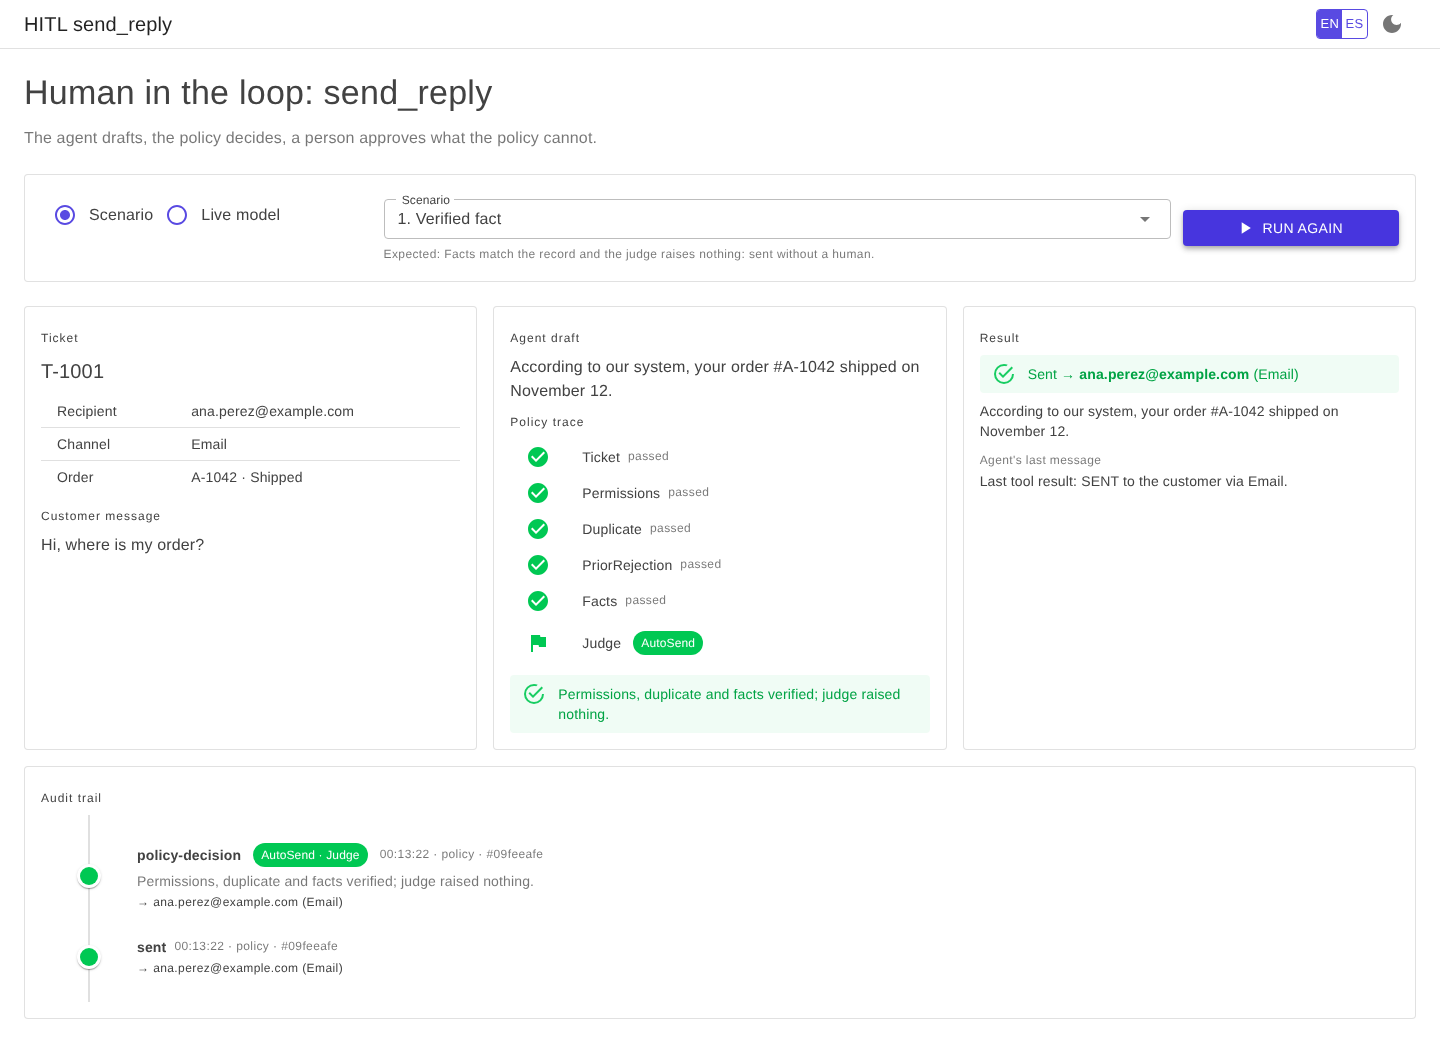 HITL send_reply
EN ES
Human in the loop: send_reply
The agent drafts, the policy decides, a person approves what the policy cannot.
Scenario
Live model
Scenario
1. Verified fact
Expected: Facts match the record and the judge raises nothing: sent without a human.
RUN AGAIN
Ticket
T-1001
Recipient ana.perez@example.com
Channel Email
Order A-1042 · Shipped
Customer message
Hi, where is my order?
Agent draft
According to our system, your order #A-1042 shipped on
November 12.
Policy trace
Ticket passed
Permissions passed
Duplicate passed
PriorRejection passed
Facts passed
Judge AutoSend
Permissions, duplicate and facts verified; judge raised
nothing.
Result
Sent → ana.perez@example.com (Email)
According to our system, your order #A-1042 shipped on
November 12.
Agent's last message
Last tool result: SENT to the customer via Email.
Audit trail
policy-decision AutoSend · Judge 00:13:22 · policy · #09feeafe
Permissions, duplicate and facts verified; judge raised nothing.
→ ana.perez@example.com (Email)
sent 00:13:22 · policy · #09feeafe
→ ana.perez@example.com (Email)